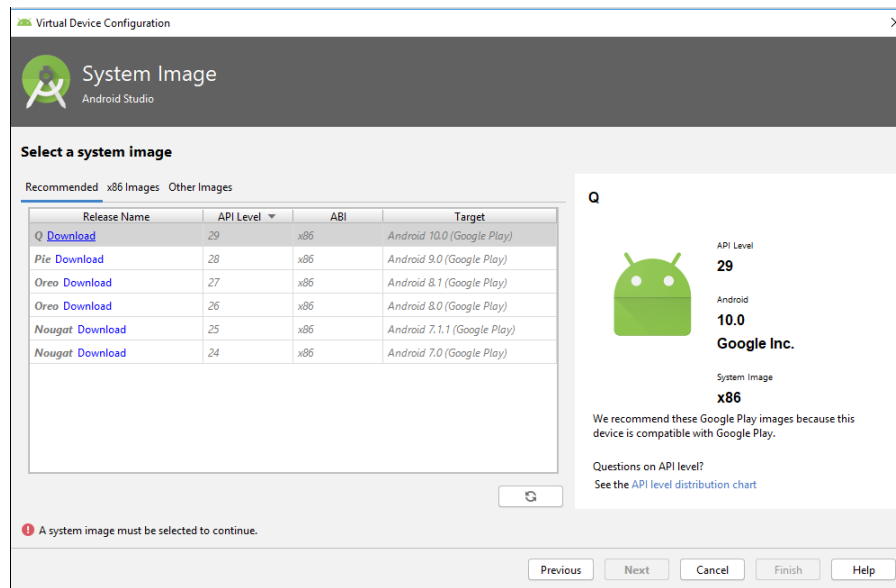 Virtual Device Configuration
System Image
Android Studio
Select a system image
Recommended x86 Images Other Images
Release Name API Level ABI Target
Q Download 29 x86 Android 10.0 (Google Play)
Pie Download 28 x86 Android 9.0 (Google Play)
Oreo Download 27 x86 Android 8.1 (Google Play)
Oreo Download 26 x86 Android 8.0 (Google Play)
Nougat Download 25 x86 Android 7.1.1 (Google Play)
Nougat Download 24 x86 Android 7.0 (Google Play)
Q
API Level
29
Android
10.0
Google Inc.
System Image
x86
We recommend these Google Play images because this
device is compatible with Google Play.
Questions on API level?
See the API level distribution chart
A system image must be selected to continue.
Previous Next Cancel Finish Help